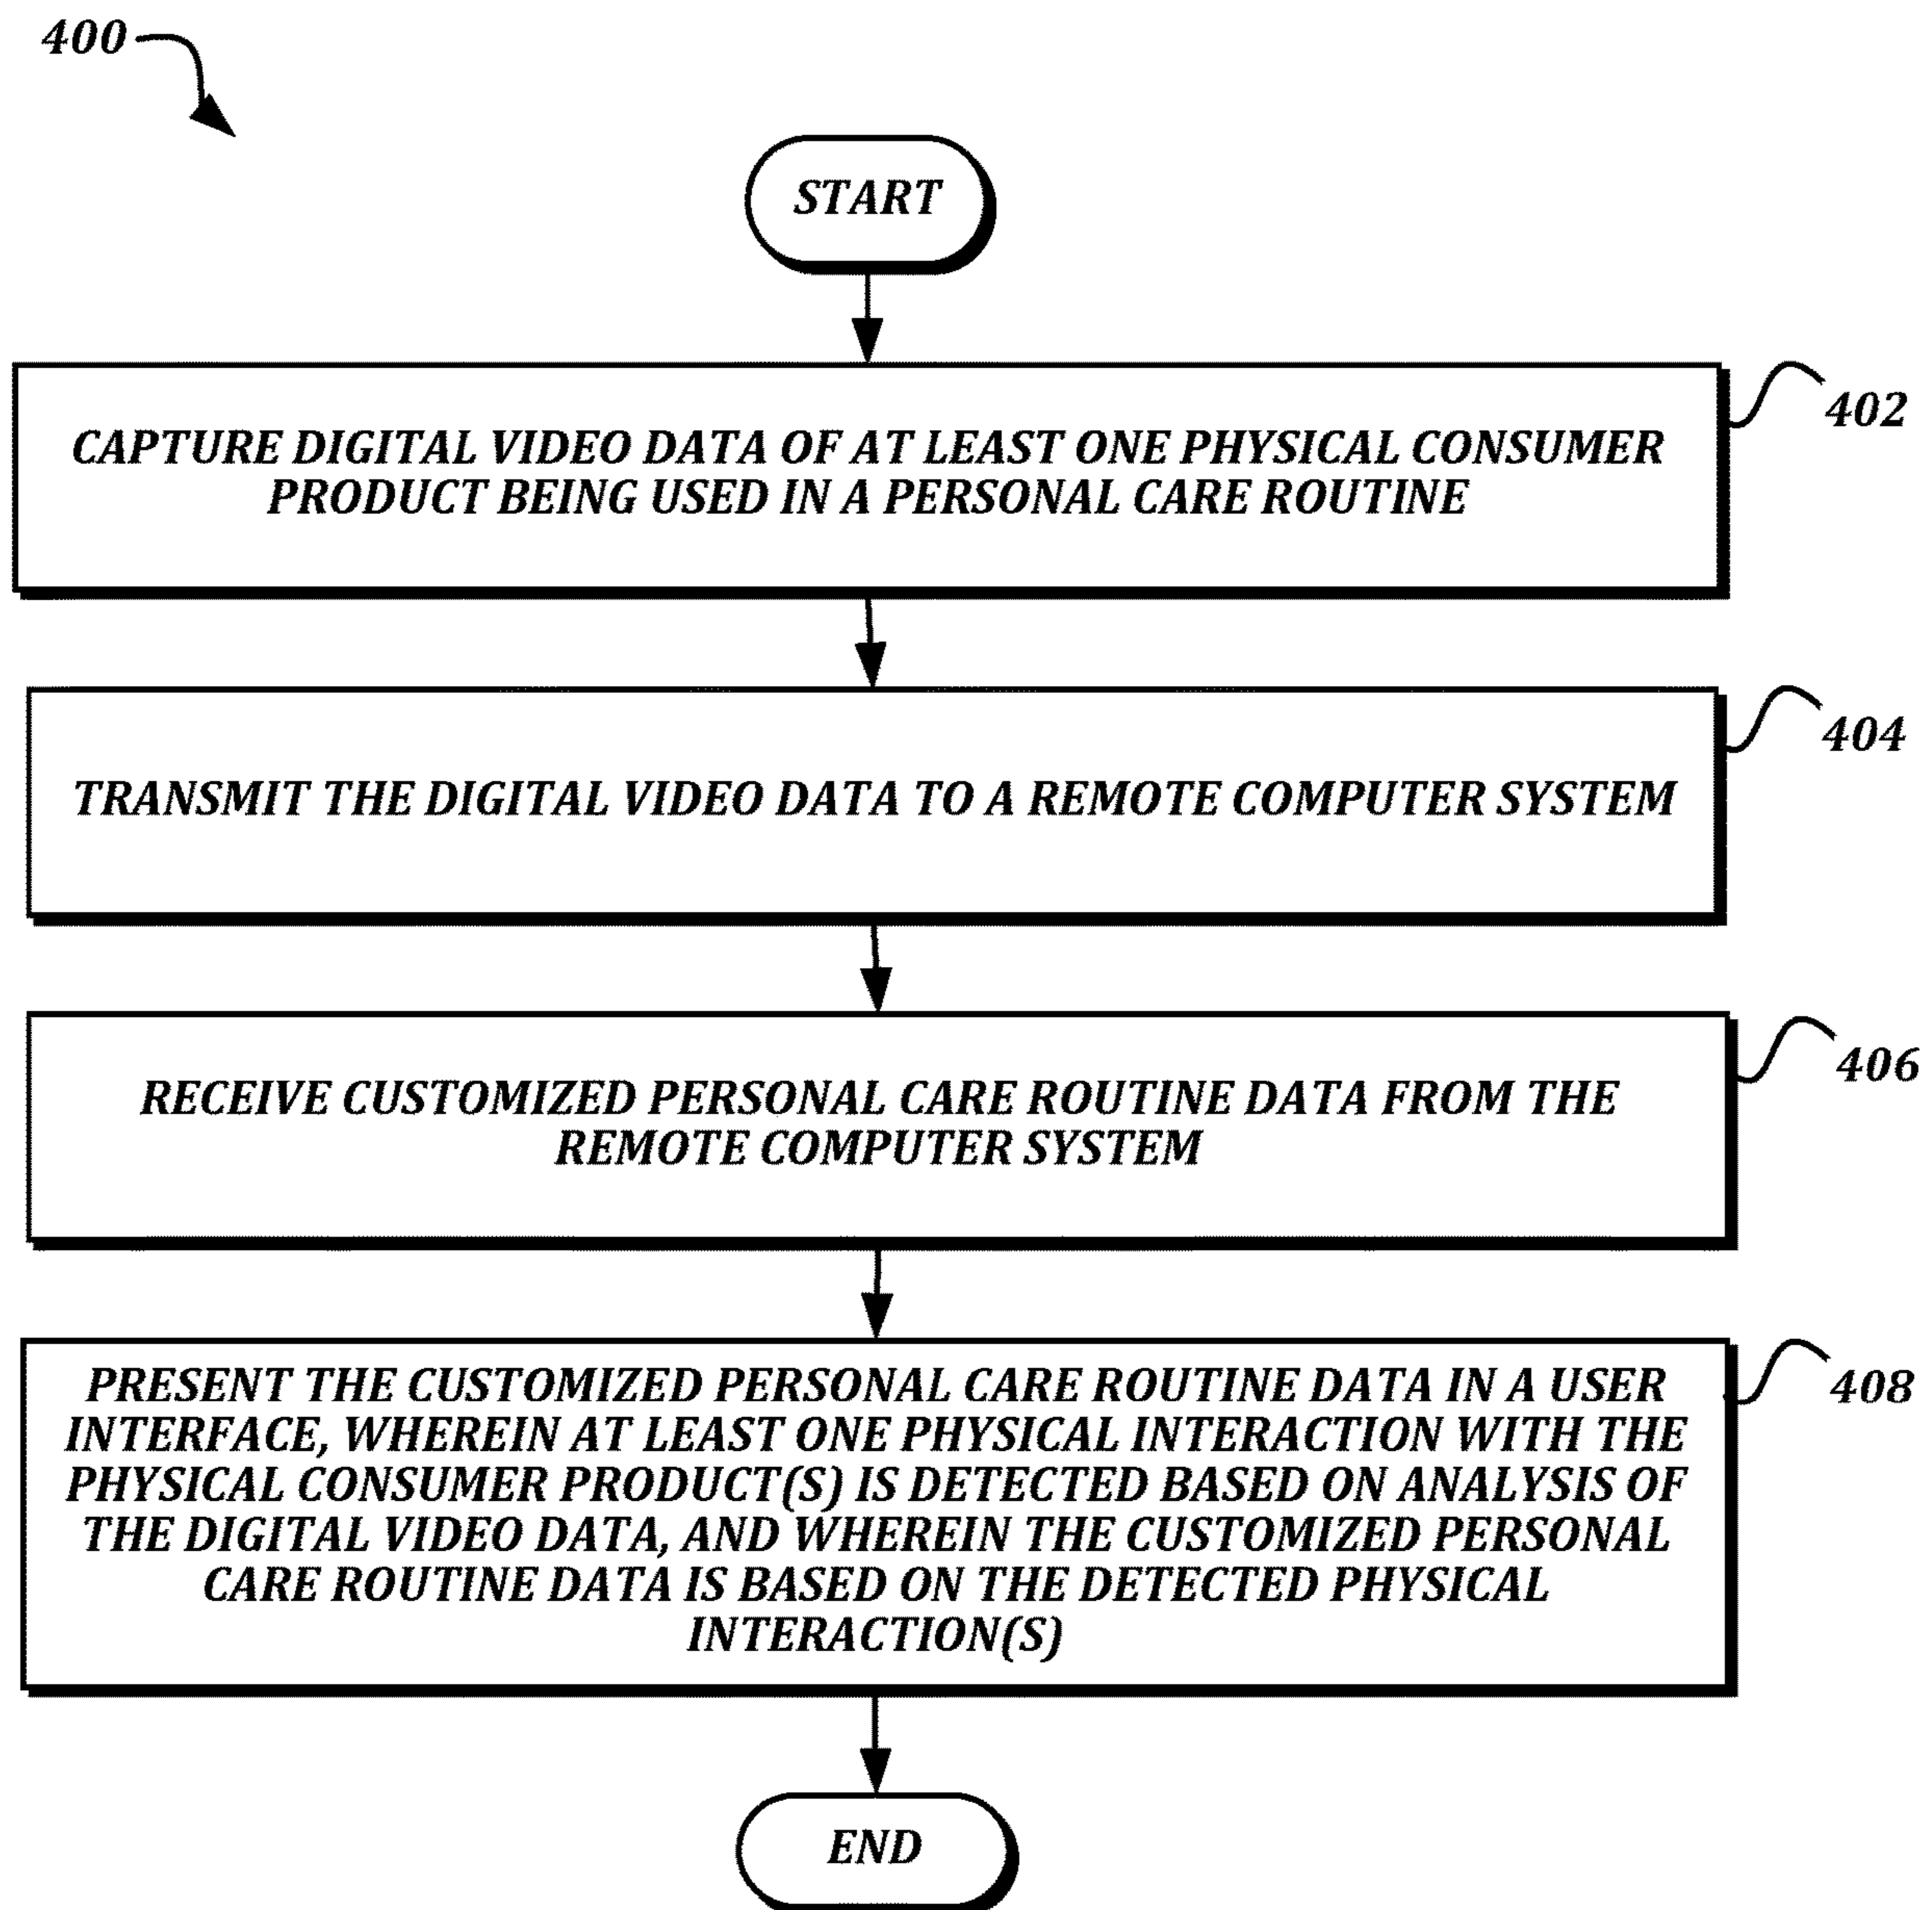 400
START
CAPTURE DIGITAL VIDEO DATA OF AT LEAST ONE PHYSICAL CONSUMER
PRODUCT BEING USED IN A PERSONAL CARE ROUTINE
402
TRANSMIT THE DIGITAL VIDEO DATA TO A REMOTE COMPUTER SYSTEM
404
RECEIVE CUSTOMIZED PERSONAL CARE ROUTINE DATA FROM THE
REMOTE COMPUTER SYSTEM
406
PRESENT THE CUSTOMIZED PERSONAL CARE ROUTINE DATA IN A USER
INTERFACE, WHEREIN AT LEAST ONE PHYSICAL INTERACTION WITH THE
PHYSICAL CONSUMER PRODUCT(S) IS DETECTED BASED ON ANALYSIS OF
THE DIGITAL VIDEO DATA, AND WHEREIN THE CUSTOMIZED PERSONAL
CARE ROUTINE DATA IS BASED ON THE DETECTED PHYSICAL
INTERACTION(S)
408
END